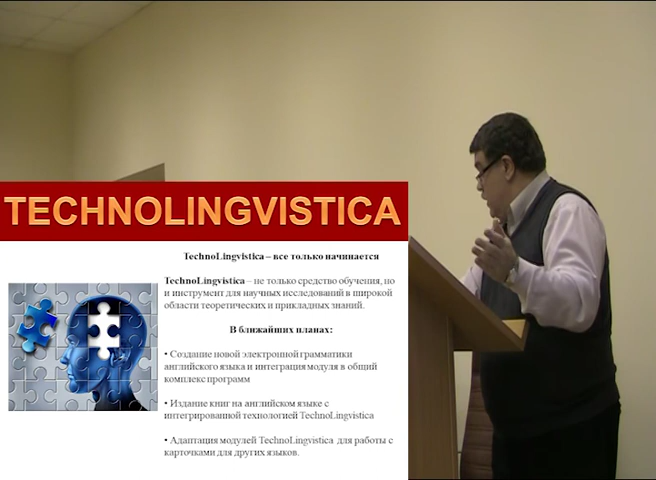 TECHNOLINGVISTICA
TechnoLingvistica – все только начинается
TechnoLingvistica – не только средство обучения, но
и инструмент для научных исследований в широкой
области теоретических и прикладных знаний.
В ближайших планах:
• Создание новой электронной грамматики
английского языка и интеграция модуля в общий
комплекс программ
• Издание книг на английском языке с
интегрированной технологией TechnoLingvistica
• Адаптация модулей TechnoLingvistica для работы с
карточками для других языков.